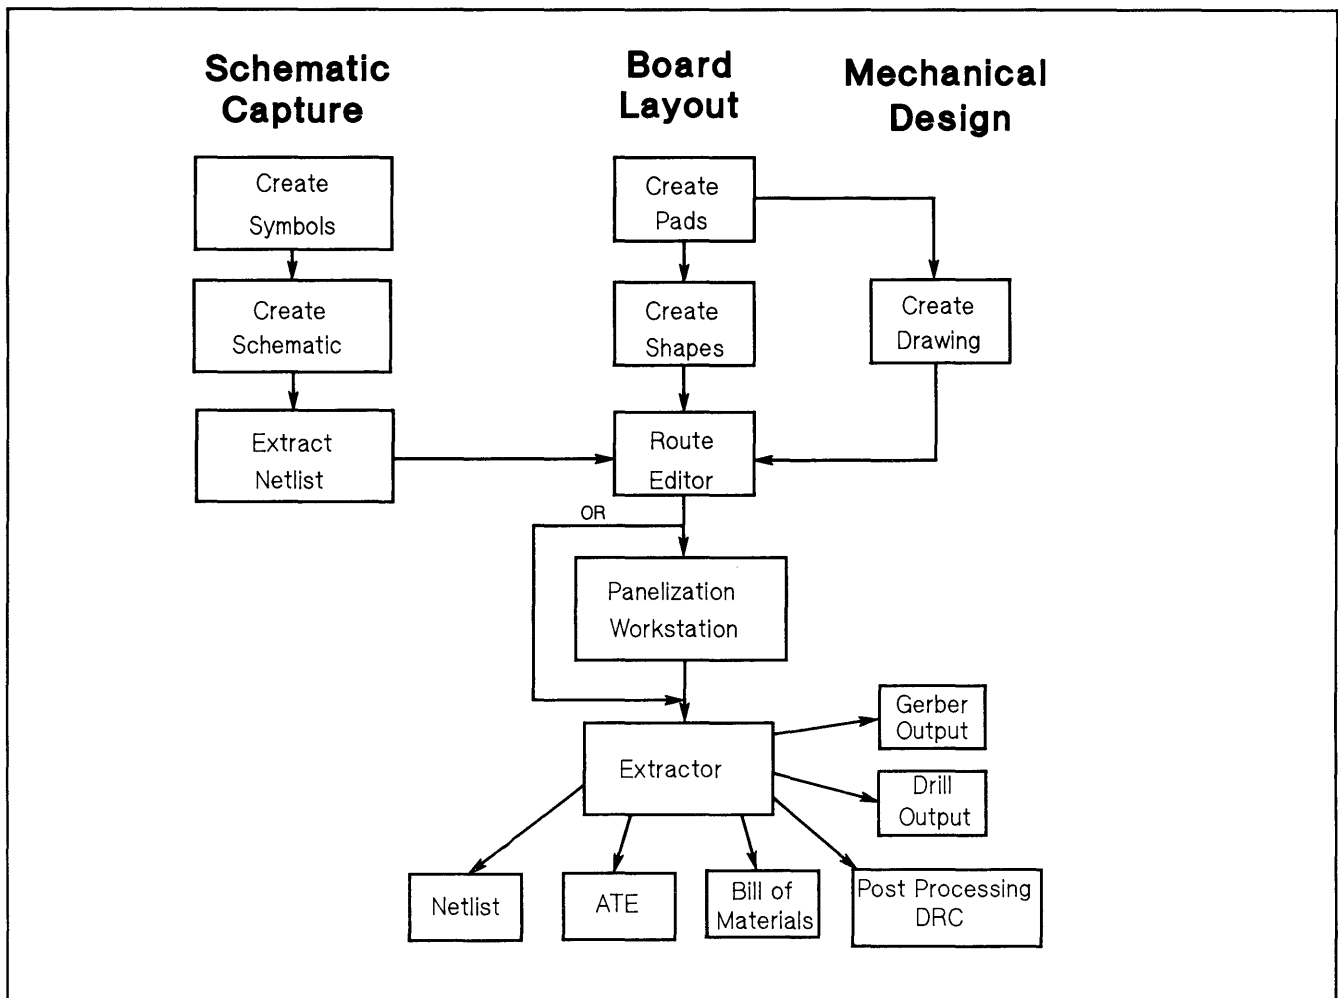 Schematic
Capture
Board
Layout
Mechanical
Design
Create
Symbols
Create
Pads
Create
Schematic
Create
Shapes
Create
Drawing
Extract
Netlist
Route
Editor
OR
Panelization
Workstation
Extractor
Gerber
Output
Drill
Output
Netlist
ATE
Bill of
Materials
Post Processing
DRC